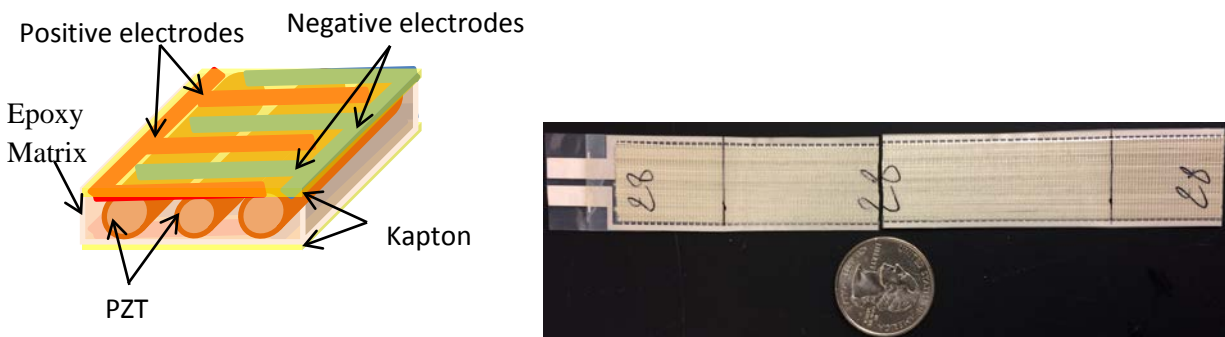 Positive electrodes
Negative electrodes
Epoxy
Matrix
Kapton
PZT
28
28
28